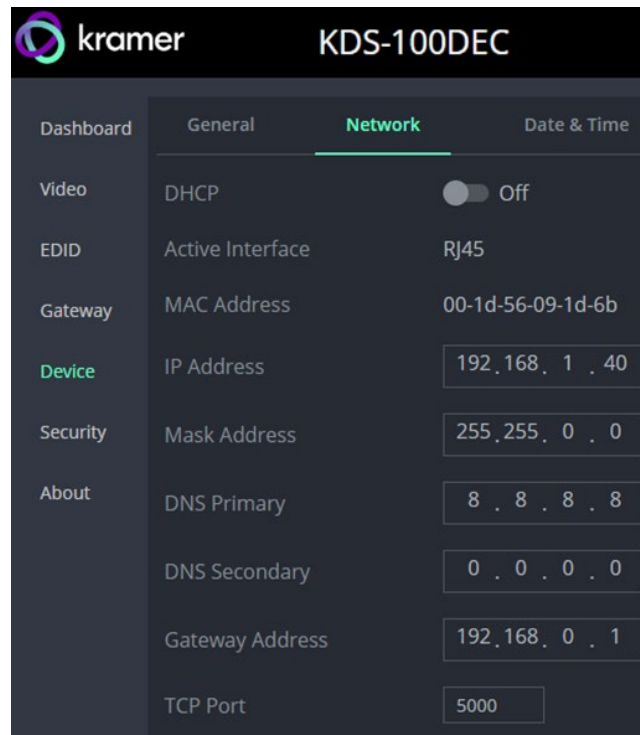 kramer KDS-100DEC
General Network Date & Time
Dashboard
Video
EDID
Gateway
Device
Security
About
DHCP Off
Active Interface RJ45
MAC Address 00-1d-56-09-1d-6b
IP Address 192.168.1.40
Mask Address 255.255.0.0
DNS Primary 8.8.8.8
DNS Secondary 0.0.0.0
Gateway Address 192.168.0.1
TCP Port 5000